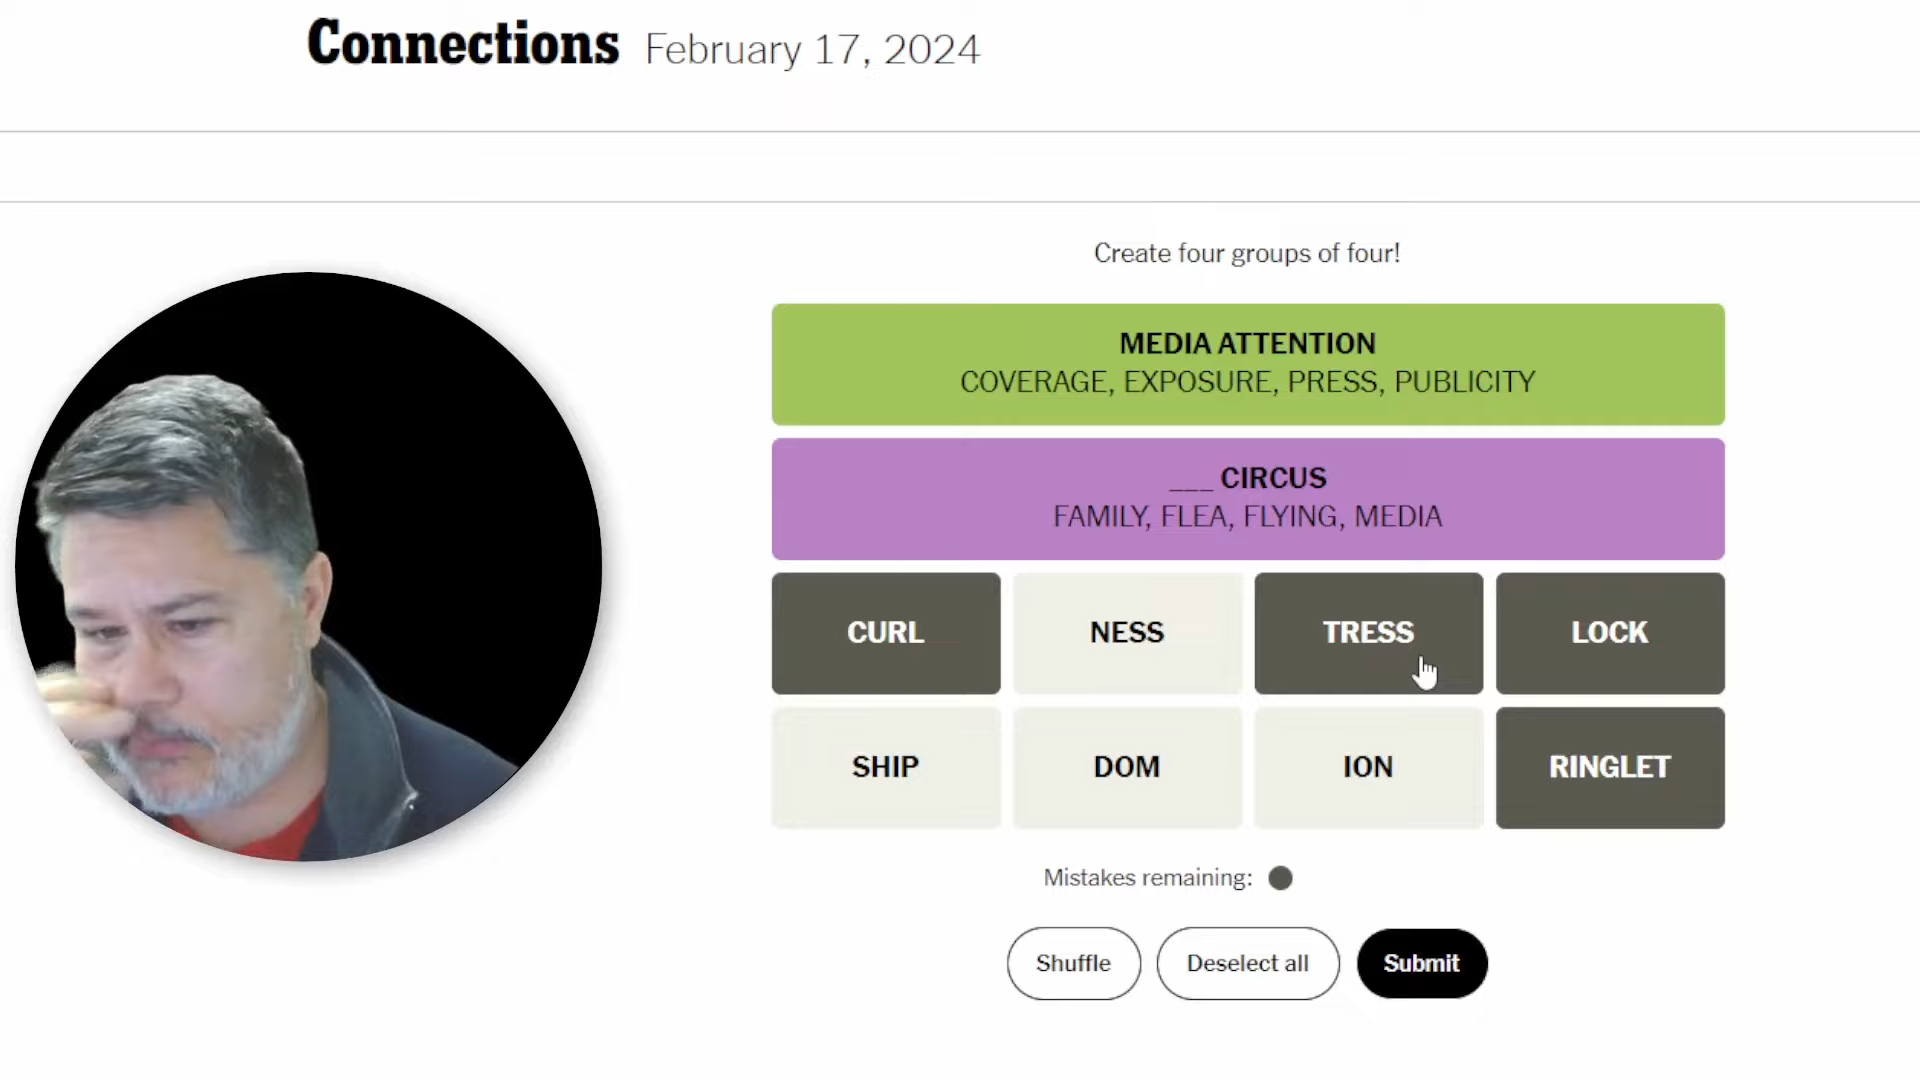 Connections February 17, 2024
Create four groups of four!
MEDIA ATTENTION
COVERAGE, EXPOSURE, PRESS, PUBLICITY
___ CIRCUS
FAMILY, FLEA, FLYING, MEDIA
CURL NESS TRESS LOCK
SHIP DOM ION RINGLET
Mistakes remaining:
Shuffle Deselect all Submit